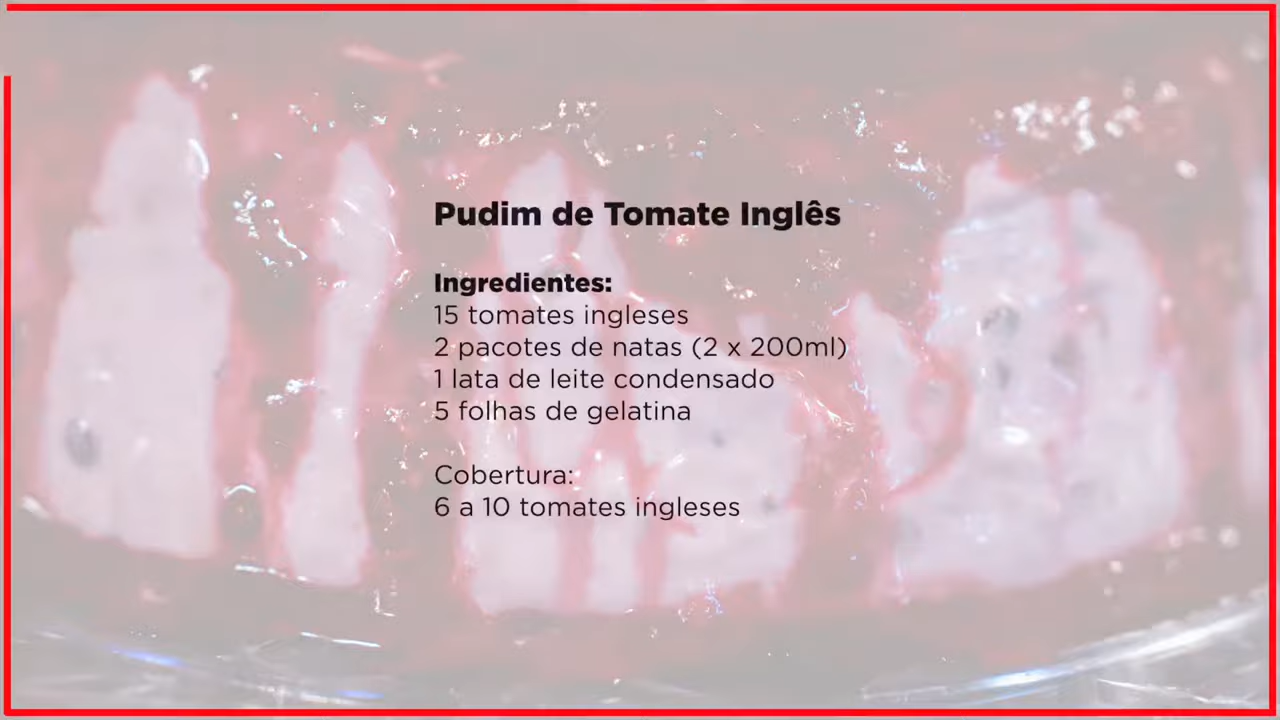 Pudim de Tomate Inglês
Ingredientes:
15 tomates ingleses
2 pacotes de natas (2 x 200ml)
1 lata de leite condensado
5 folhas de gelatina
Cobertura:
6 a 10 tomates ingleses